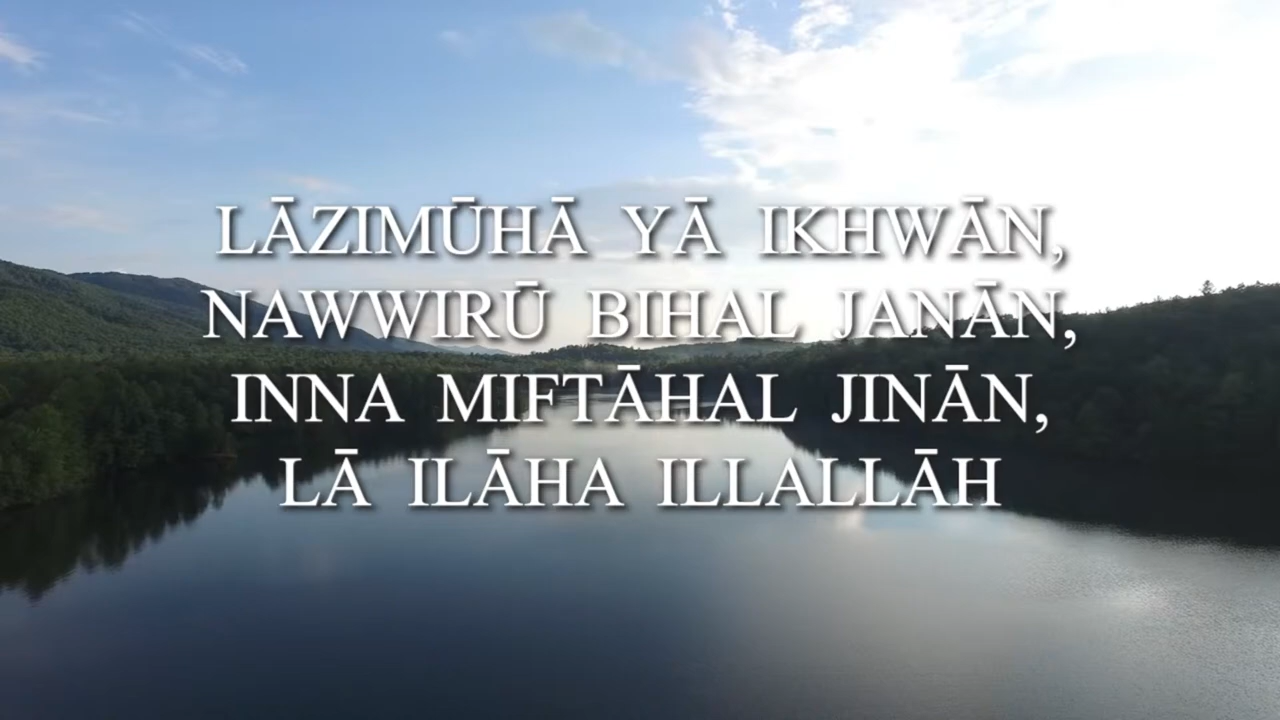 LĀZIMŪHĀ YĀ IKHWĀN,
NAWWIRŪ BIHAL JANĀN,
INNA MIFTĀHAL JINĀN,
LĀ ILĀHA ILLALLĀH